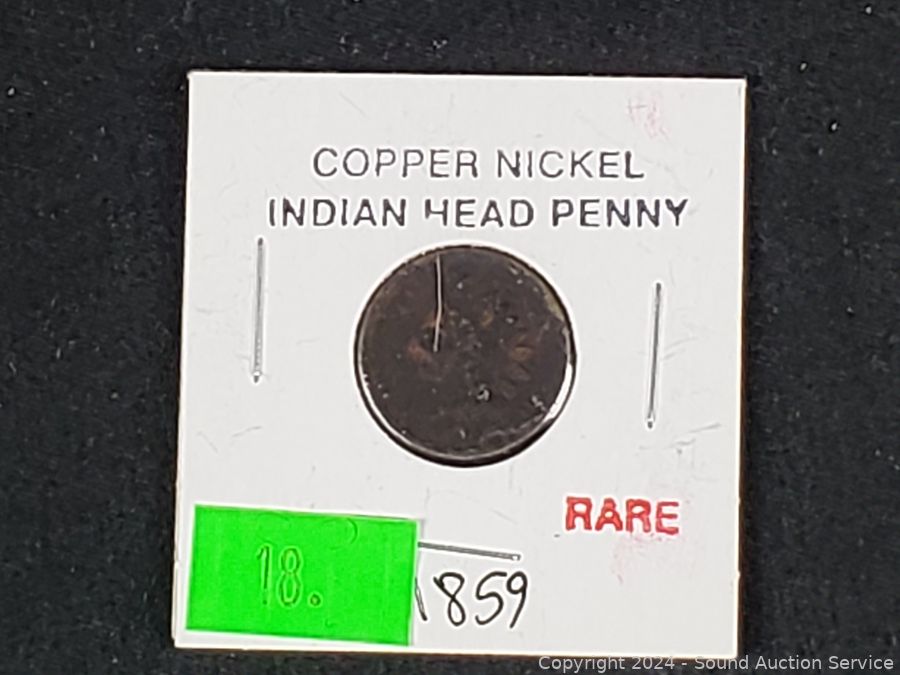 COPPER NICKEL
INDIAN HEAD PENNY
RARE
18.
1859
Copyright 2024 - Sound Auction Service